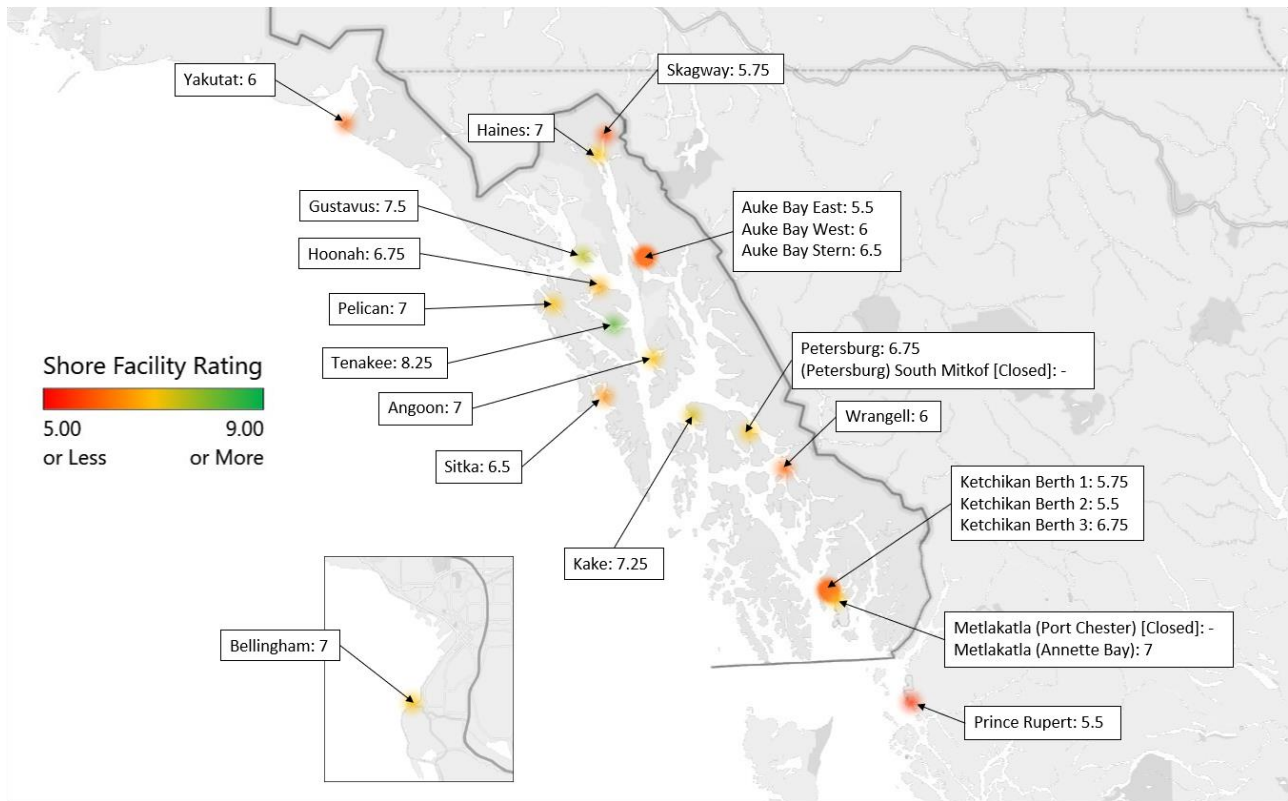 Yakutat: 6
Skagway: 5.75
Haines: 7
Gustavus: 7.5
Auke Bay East: 5.5
Auke Bay West: 6
Auke Bay Stern: 6.5
Hoonah: 6.75
Pelican: 7
Tenakee: 8.25
Petersburg: 6.75
(Petersburg) South Mitkof [Closed]: -
Shore Facility Rating
5.00
or Less
9.00
or More
Angoon: 7
Wrangell: 6
Sitka: 6.5
Ketchikan Berth 1: 5.75
Ketchikan Berth 2: 5.5
Ketchikan Berth 3: 6.75
Kake: 7.25
Metlakatla (Port Chester) [Closed]: -
Metlakatla (Annette Bay): 7
Bellingham: 7
Prince Rupert: 5.5